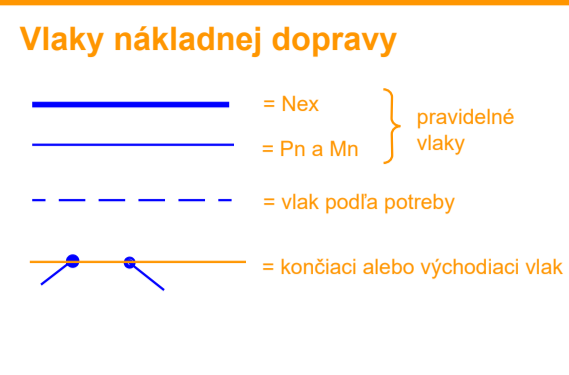 Vlaky nákladnej dopravy
= Nex
= Pn a Mn
pravidelné
vlaky
= vlak podľa potreby
= končiaci alebo východiaci vlak